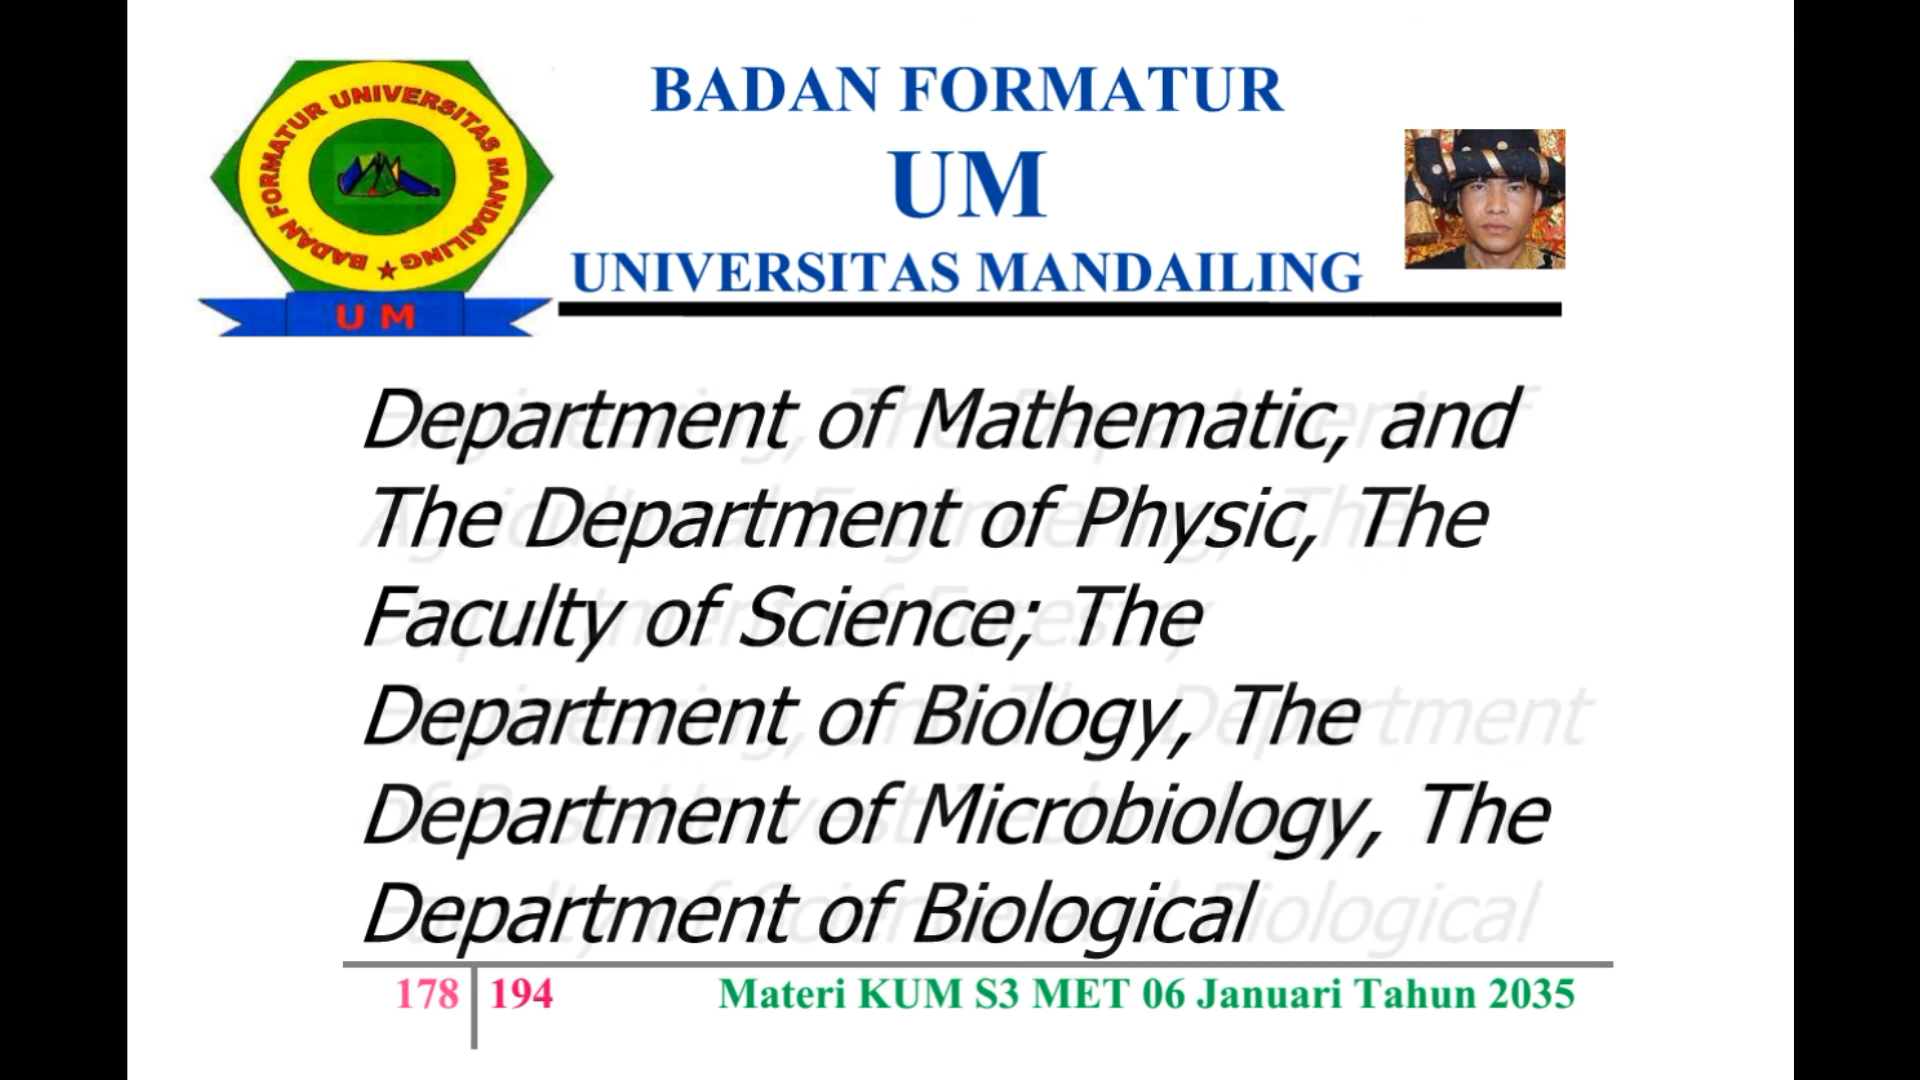 BADAN FORMATUR UNIVERSITAS MANDAILING
UM
BADAN FORMATUR
UM
UNIVERSITAS MANDAILING
Department of Mathematic, and
The Department of Physic, The
Faculty of Science; The
Department of Biology, The
Department of Microbiology, The
Department of Biological
178 194 Materi KUM S3 MET 06 Januari Tahun 2035